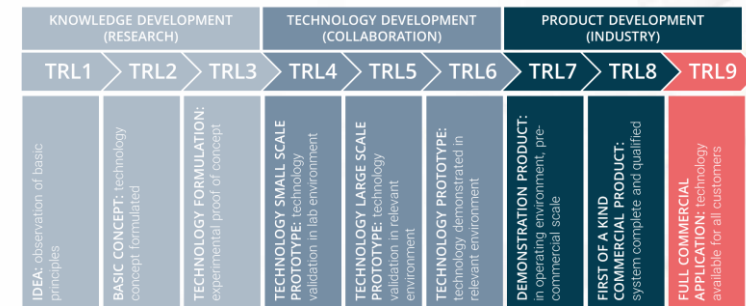 KNOWLEDGE DEVELOPMENT
(RESEARCH)
TECHNOLOGY DEVELOPMENT
(COLLABORATION)
PRODUCT DEVELOPMENT
(INDUSTRY)
TRL1
TRL2
TRL3
TRL4
TRL5
TRL6
TRL7
TRL8
TRL9
IDEA: observation of basic
principles
BASIC CONCEPT: technology
concept formulated
TECHNOLOGY FORMULATION:
experimental proof of concept
TECHNOLOGY SMALL SCALE
PROTOTYPE: technology
validation in lab environment
TECHNOLOGY LARGE SCALE
PROTOTYPE: technology
validation in relevant
environment
TECHNOLOGY PROTOTYPE:
technology demonstrated in
relevant environment
DEMONSTRATION PRODUCT:
in operating environment, pre-
commercial scale
FIRST OF A KIND
COMMERCIAL PRODUCT:
system complete and qualified
FULL COMMERCIAL
APPLICATION: technology
available for all customers